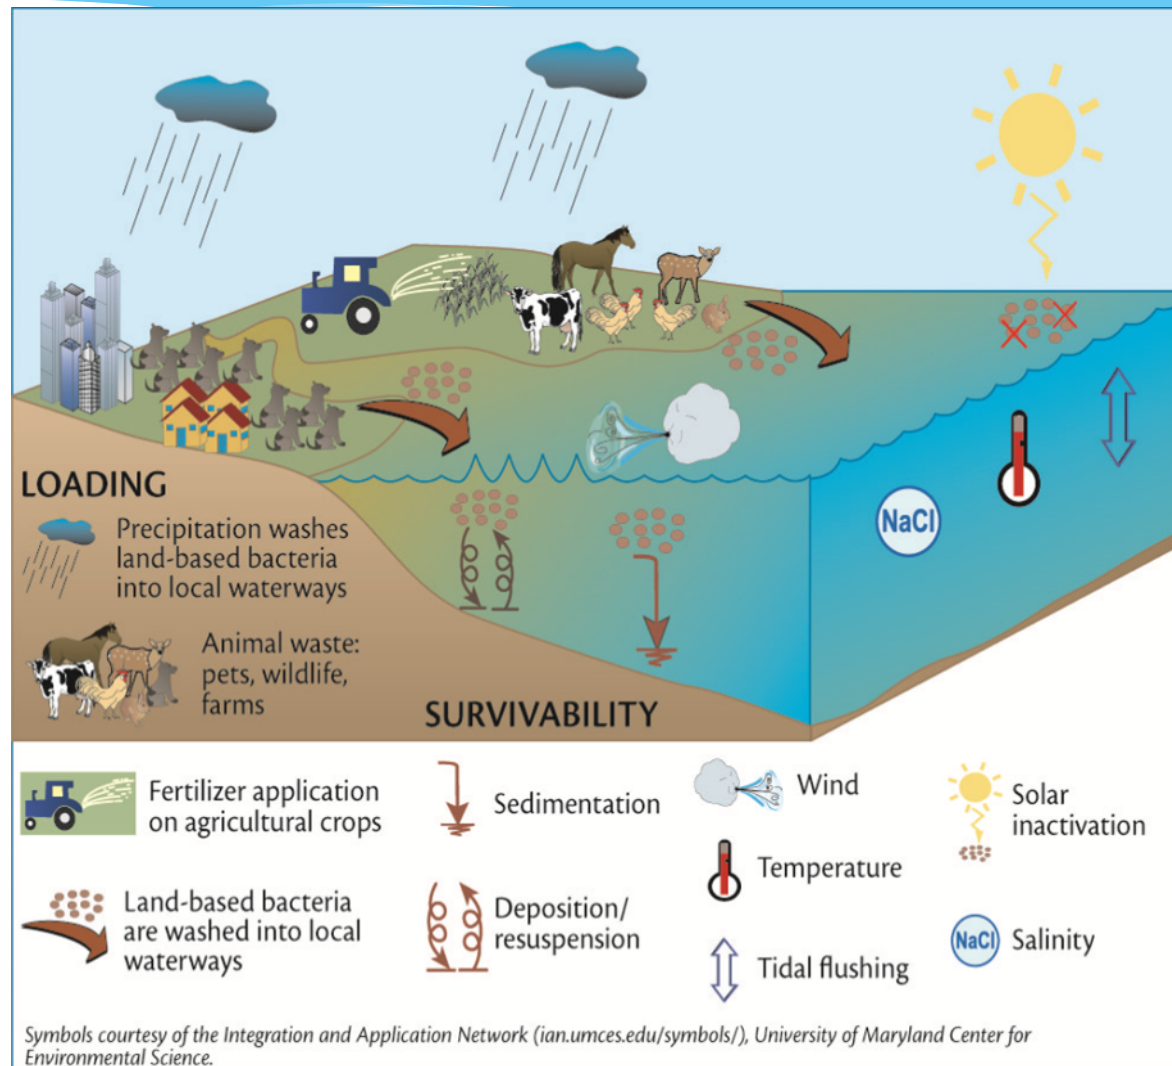 NaCl
LOADING
Precipitation washes
land-based bacteria
into local waterways
Animal waste:
pets, wildlife,
farms
SURVIVABILITY
Fertilizer application
on agricultural crops
Land-based bacteria
are washed into local
waterways
Sedimentation
Deposition/
resuspension
Wind
Temperature
Tidal flushing
Solar
inactivation
NaCl
Salinity
Symbols courtesy of the Integration and Application Network (ian.umces.edu/symbols/), University of Maryland Center for
Environmental Science.